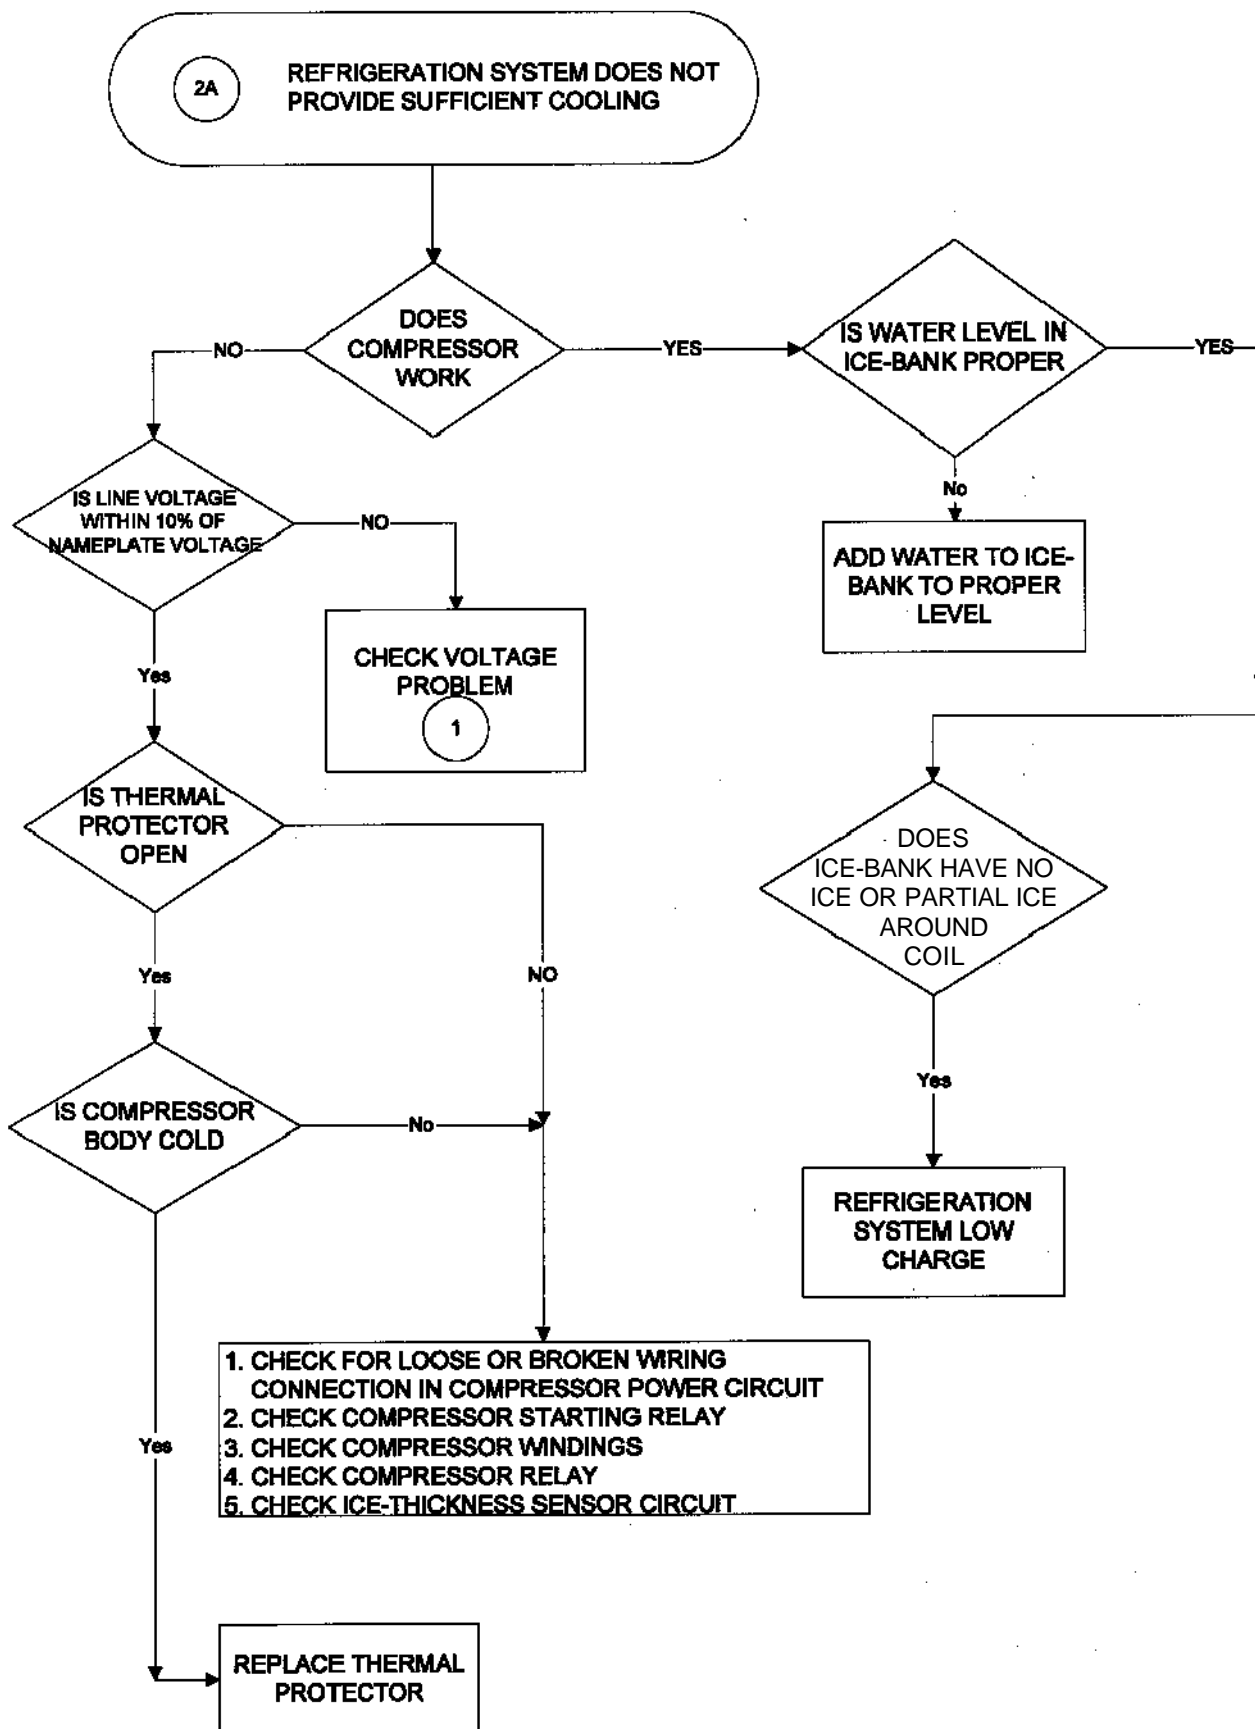 2A
REFRIGERATION SYSTEM DOES NOT
PROVIDE SUFFICIENT COOLING
DOES
COMPRESSOR
WORK
NO
YES
IS WATER LEVEL IN
ICE-BANK PROPER
YES
IS LINE VOLTAGE
WITHIN 10% OF
NAMEPLATE VOLTAGE
NO
No
ADD WATER TO ICE-
BANK TO PROPER
LEVEL
Yes
CHECK VOLTAGE
PROBLEM
1
IS THERMAL
PROTECTOR
OPEN
DOES
ICE-BANK HAVE NO
ICE OR PARTIAL ICE
AROUND
COIL
Yes
NO
Yes
IS COMPRESSOR
BODY COLD
No
REFRIGERATION
SYSTEM LOW
CHARGE
1. CHECK FOR LOOSE OR BROKEN WIRING
CONNECTION IN COMPRESSOR POWER CIRCUIT
2. CHECK COMPRESSOR STARTING RELAY
3. CHECK COMPRESSOR WINDINGS
4. CHECK COMPRESSOR RELAY
5. CHECK ICE-THICKNESS SENSOR CIRCUIT
Yes
REPLACE THERMAL
PROTECTOR